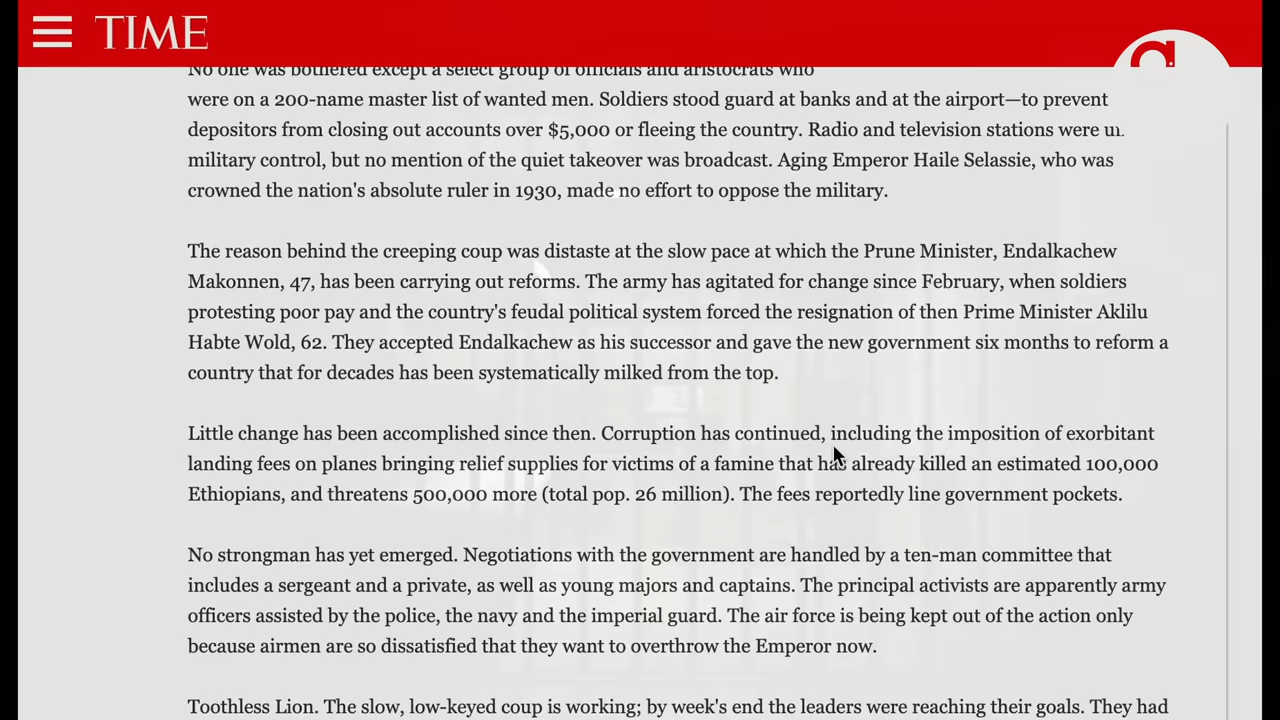 TIME
No one was bothered except a select group of officials and aristocrats who
were on a 200-name master list of wanted men. Soldiers stood guard at banks and at the airport—to prevent
depositors from closing out accounts over $5,000 or fleeing the country. Radio and television stations were
military control, but no mention of the quiet takeover was broadcast. Aging Emperor Haile Selassie, who was
crowned the nation's absolute ruler in 1930, made no effort to oppose the military.
The reason behind the creeping coup was distaste at the slow pace at which the Prune Minister, Endalkachew
Makonnen, 47, has been carrying out reforms. The army has agitated for change since February, when soldiers
protesting poor pay and the country's feudal political system forced the resignation of then Prime Minister Aklilu
Habte Wold, 62. They accepted Endalkachew as his successor and gave the new government six months to reform a
country that for decades has been systematically milked from the top.
Little change has been accomplished since then. Corruption has continued, including the imposition of exorbitant
landing fees on planes bringing relief supplies for victims of a famine that has already killed an estimated 100,000
Ethiopians, and threatens 500,000 more (total pop. 26 million). The fees reportedly line government pockets.
No strongman has yet emerged. Negotiations with the government are handled by a ten-man committee that
includes a sergeant and a private, as well as young majors and captains. The principal activists are apparently army
officers assisted by the police, the navy and the imperial guard. The air force is being kept out of the action only
because airmen are so dissatisfied that they want to overthrow the Emperor now.
Toothless Lion. The slow, low-keyed coup is working; by week's end the leaders were reaching their goals. They had